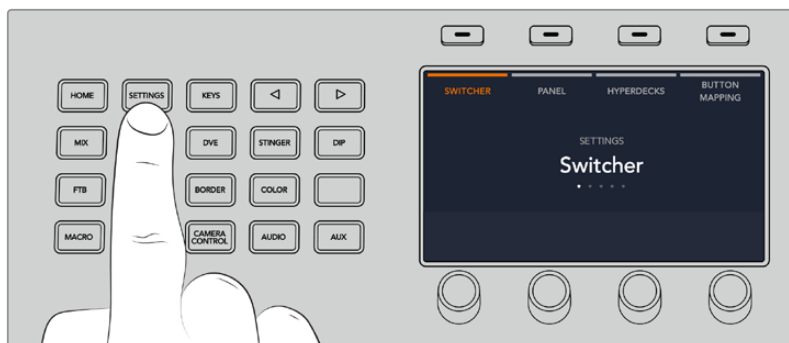 HOME
SETTINGS
KEYS
MIX
DVE
STINGER
DIP
FTB
BORDER
COLOR
MACRO
CAMERA
CONTROL
AUDIO
AUX
SWITCHER
PANEL
HYPERDECKS
BUTTON
MAPPING
SETTINGS
Switcher